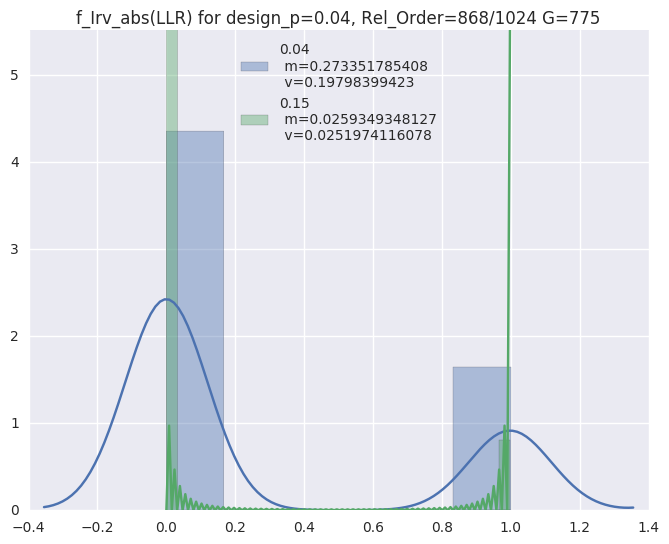 f_Irv_abs(LLR) for design_p=0.04, Rel_Order=868/1024 G=775
0.04
m=0.273351785408
v=0.19798399423
0.15
m=0.0259349348127
v=0.0251974116078
5
4
3
2
1
0
−0.4 −0.2 0.0 0.2 0.4 0.6 0.8 1.0 1.2 1.4